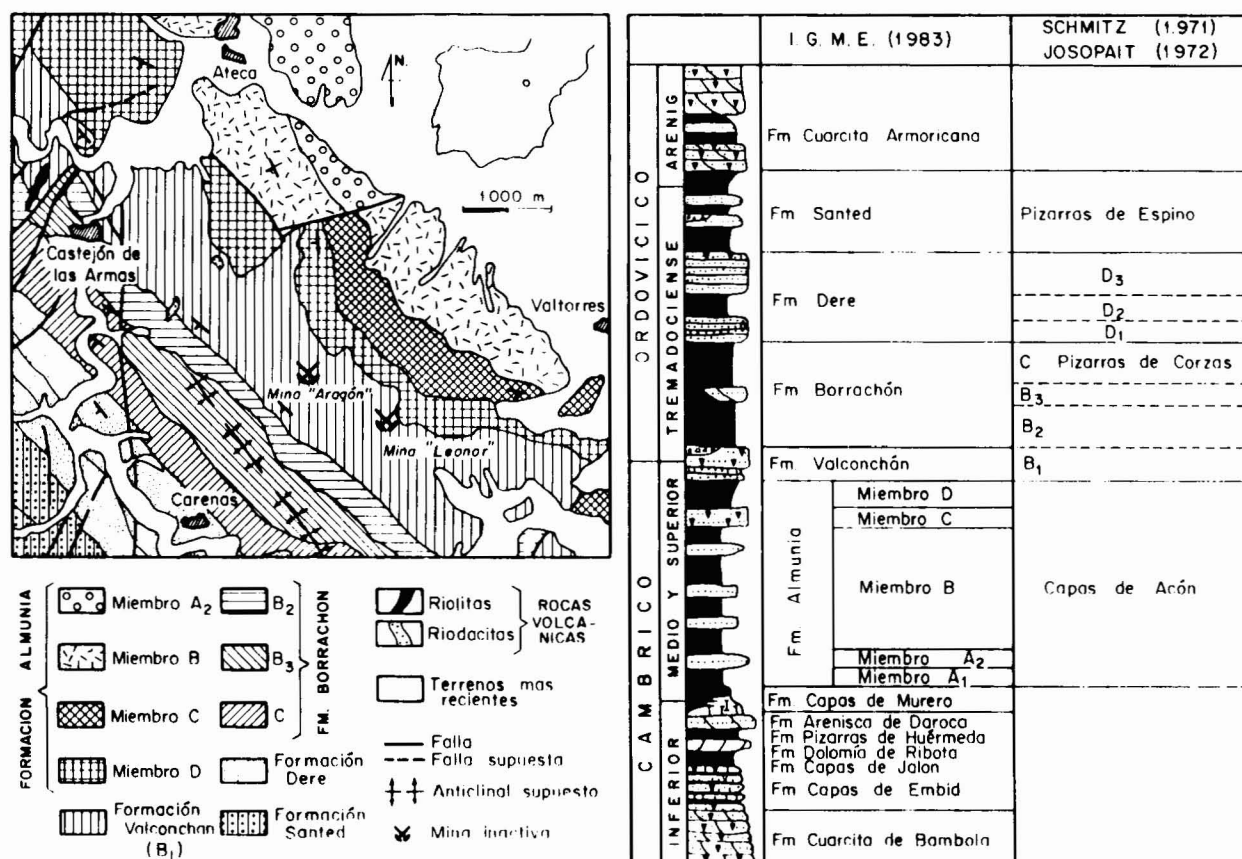 Ateca
N.
1000 m
Castejón de
las Armas
Valtorres
Mina "Aragón"
Mina "Leonor"
Carenas
FORMACION ALMUNIA
Miembro A2
Miembro B
Miembro C
Miembro D
Formación
Valconchan
(B1)
B2
B3
C
FM. BORRACHON
Formación
Dere
Formación
Santed
Riolitas
Riodacitas
ROCAS
VOLCA-
NICAS
Terrenos mas
recientes
Falla
Falla supuesta
Anticlinal supuesto
Mina inactiva
I.G.M.E. (1983)
SCHMITZ (1.971)
JOSOPAIT (1972)
ORDOVICICO
ARENIG
TREMADOCIENSE
CAMBRICO
MEDIO Y SUPERIOR
INFERIOR
Fm Cuarcita Armoricana
Fm Santed
Pizarras de Espino
Fm Dere
D3
D2
D1
Fm Borrachón
C Pizarras de Corzas
B3
B2
Fm. Valconchán
B1
Fm Almunia
Miembro D
Miembro C
Miembro B
Capas de Acón
Miembro A2
Miembro A1
Fm Capas de Murero
Fm Arenisca de Daroca
Fm Pizarras de Huérmeda
Fm Dolomía de Ribota
Fm Capas de Jalon
Fm Capas de Embid
Fm Cuarcita de Bambola